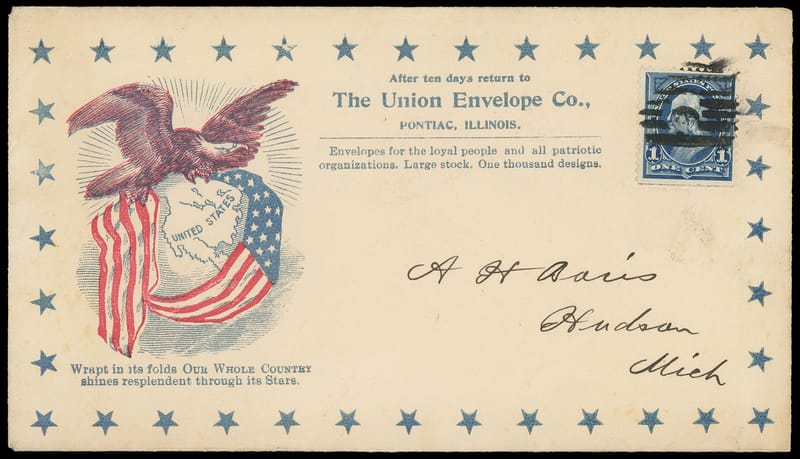 After ten days return to
The Union Envelope Co.,
PONTIAC, ILLINOIS.
Envelopes for the loyal people and all patriotic
organizations. Large stock. One thousand designs.
1 1
ONE CENT
UNITED STATES
A H Davis
Hudson
Mich
Wrapt in its folds OUR WHOLE COUNTRY
shines resplendent through its Stars.